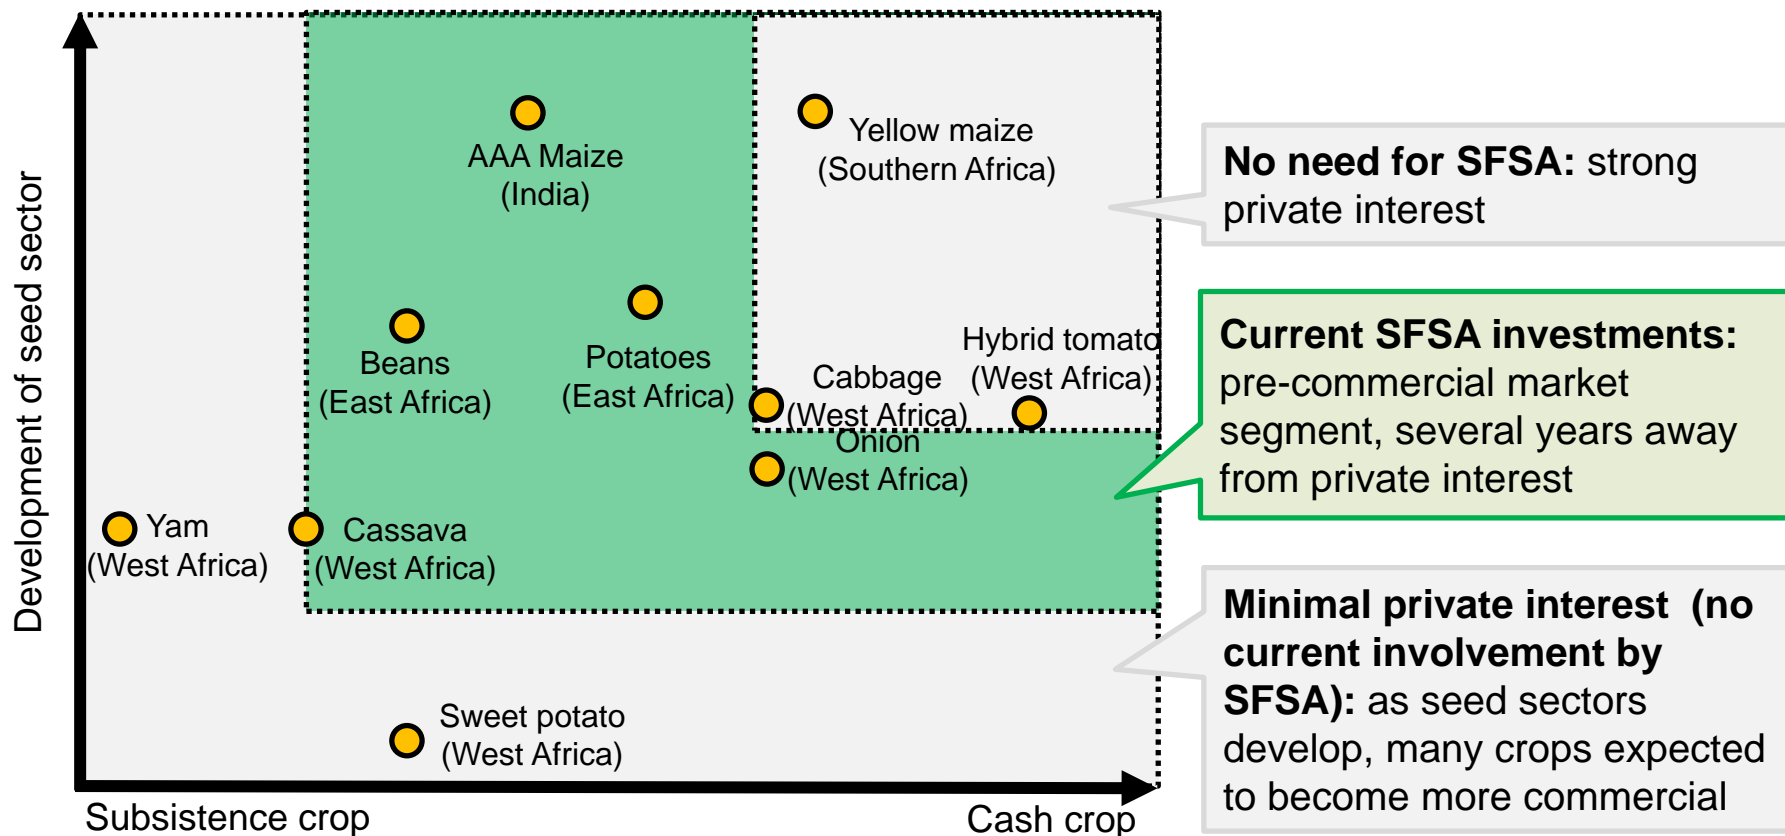 Development of seed sector
AAA Maize
(India)
Yellow maize
(Southern Africa)
Beans
(East Africa)
Potatoes
(East Africa)
Hybrid tomato
(West Africa)
Cabbage
(West Africa)
Onion
(West Africa)
Yam
(West Africa)
Cassava
(West Africa)
Sweet potato
(West Africa)
Subsistence crop
Cash crop
No need for SFSA: strong
private interest
Current SFSA investments:
pre-commercial market
segment, several years away
from private interest
Minimal private interest (no
current involvement by
SFSA): as seed sectors
develop, many crops expected
to become more commercial